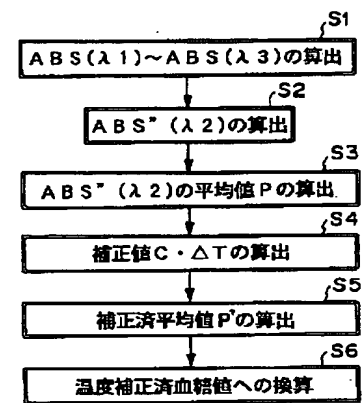 S1
ABS(λ1)~ABS(λ3)の算出
S2
ABS"(λ2)の算出
S3
ABS"(λ2)の平均値Pの算出
S4
補正値C・△Tの算出
S5
補正済平均値P'の算出
S6
温度補正済血糖値への換算